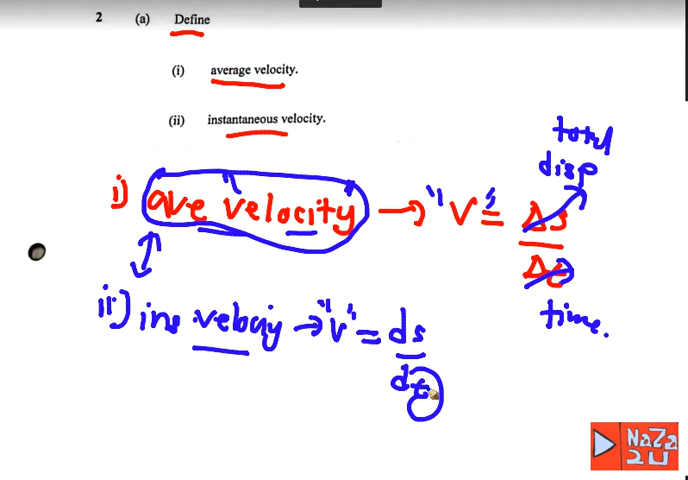 2 (a) Define
(i) average velocity.
(ii) instantaneous velocity.
total
disp
i) ave velocity → "v" = Δs
Δt
time.
ii) ins velociy → "v" = ds
dt
NaZa
2U